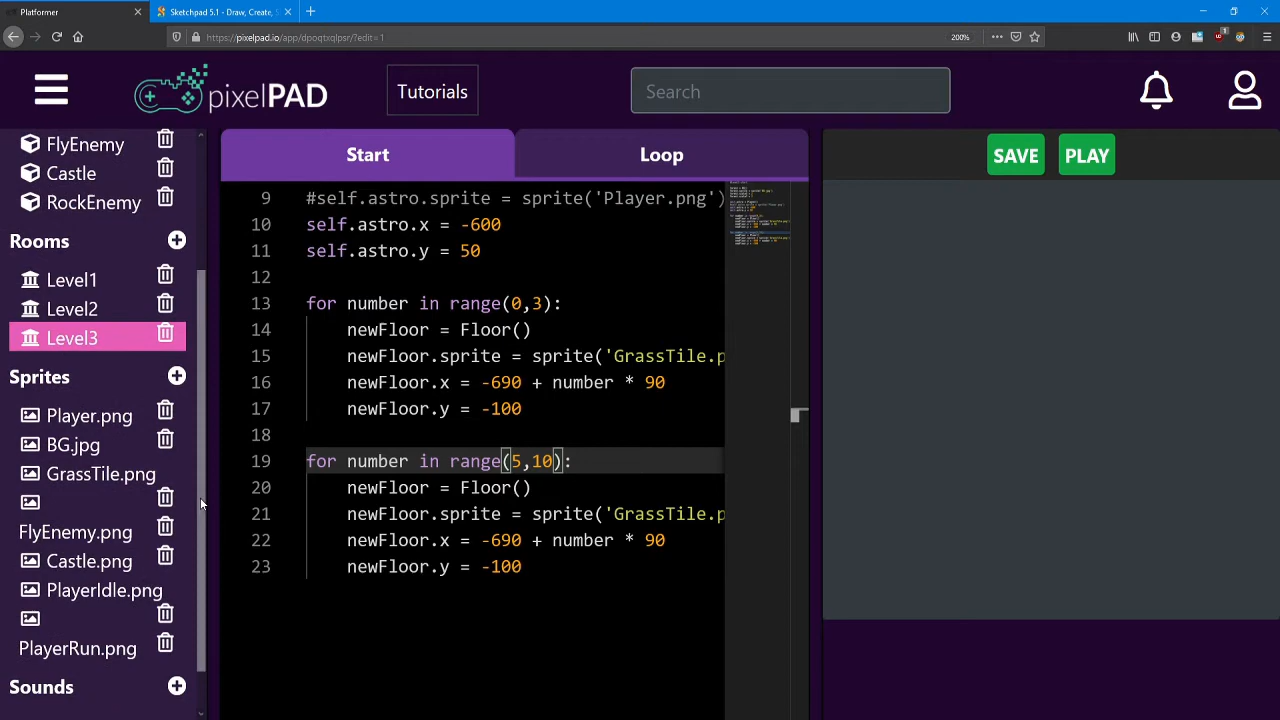 Platformer
Sketchpad 5.1 - Draw, Create, S
https://pixelpad.io/app/dpoqtxqlpsr/?edit=1
200%
pixelPAD
Tutorials
Search
FlyEnemy
Castle
RockEnemy
Rooms
Level1
Level2
Level3
Sprites
Player.png
BG.jpg
GrassTile.png
FlyEnemy.png
Castle.png
PlayerIdle.png
PlayerRun.png
Sounds
Start
Loop
9 #self.astro.sprite = sprite('Player.png')
10 self.astro.x = -600
11 self.astro.y = 50
12
13 for number in range(0,3):
14 newFloor = Floor()
15 newFloor.sprite = sprite('GrassTile.p
16 newFloor.x = -690 + number * 90
17 newFloor.y = -100
18
19 for number in range(5,10):
20 newFloor = Floor()
21 newFloor.sprite = sprite('GrassTile.p
22 newFloor.x = -690 + number * 90
23 newFloor.y = -100
SAVE
PLAY